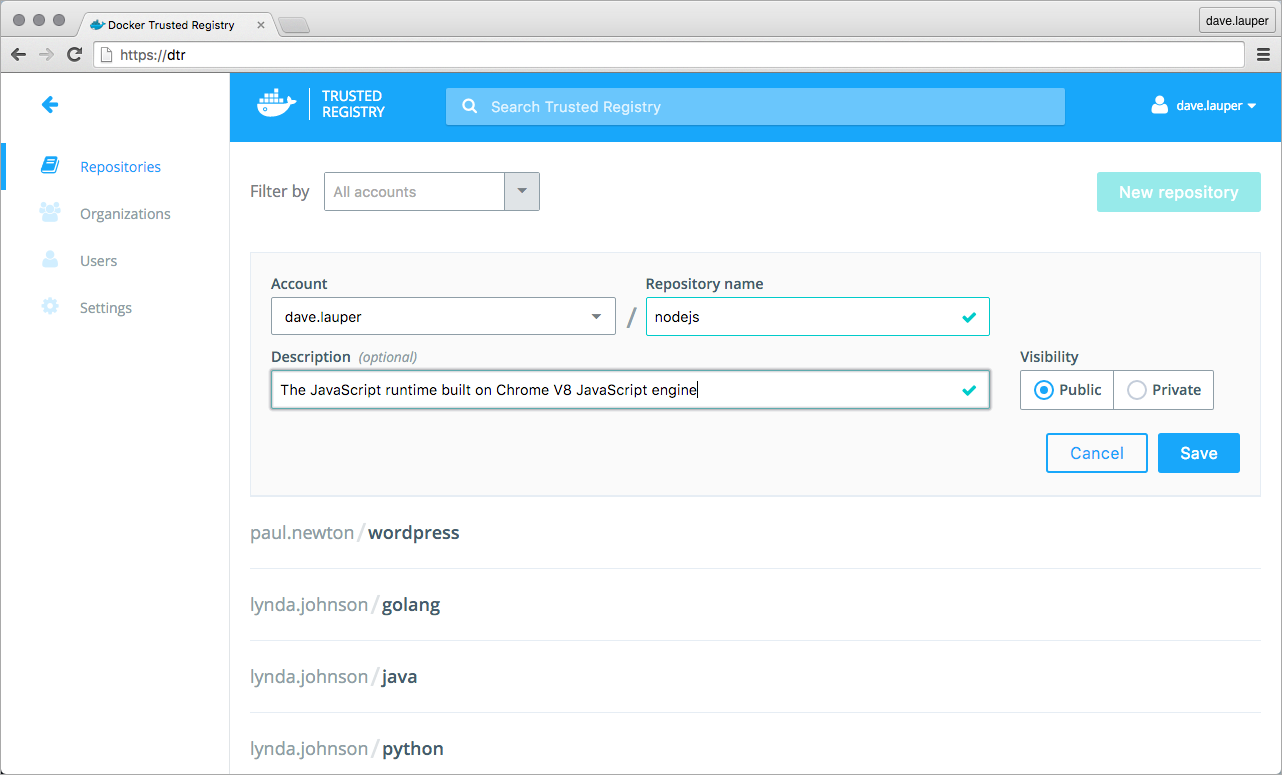 Docker Trusted Registry
dave.lauper
https://dtr
TRUSTED
REGISTRY
Search Trusted Registry
dave.lauper
Repositories
Organizations
Users
Settings
Filter by
All accounts
New repository
Account
Repository name
dave.lauper
/
nodejs
Description (optional)
Visibility
The JavaScript runtime built on Chrome V8 JavaScript engine
Public
Private
Cancel
Save
paul.newton / wordpress
lynda.johnson / golang
lynda.johnson / java
lynda.johnson / python